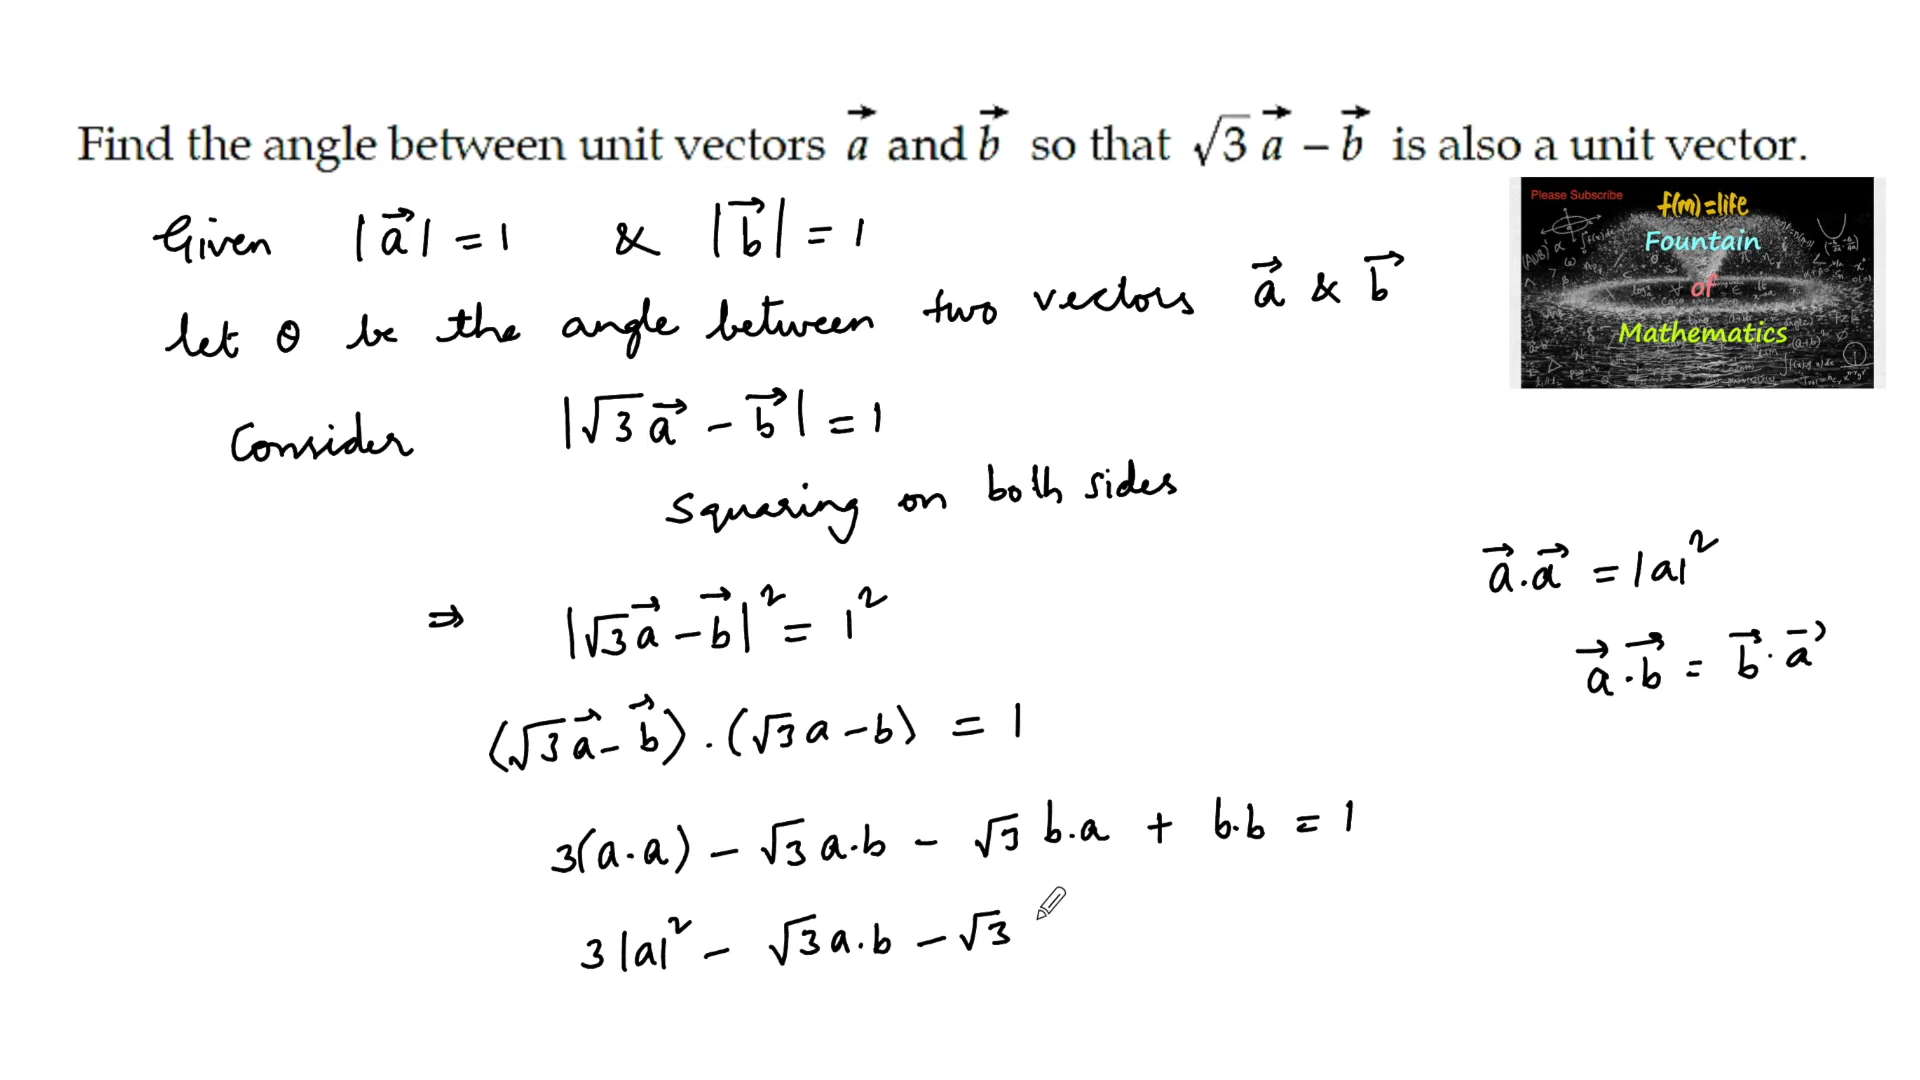 Find the angle between unit vectors a⃗ and b⃗ so that √3 a⃗ − b⃗ is also a unit vector.
Please Subscribe
f(m)=life
Fountain
of
Mathematics
Given |a⃗| = 1 & |b⃗| = 1
let θ be the angle between two vectors a⃗ & b⃗
Consider |√3 a⃗ − b⃗| = 1
Squaring on both sides
a⃗.a⃗ = |a|²
⇒ |√3 a⃗ − b⃗|² = 1²
a⃗.b⃗ = b⃗.a⃗
(√3 a⃗ − b⃗).(√3 a − b) = 1
3(a.a) − √3 a.b − √3 b.a + b.b = 1
3|a|² − √3 a.b − √3